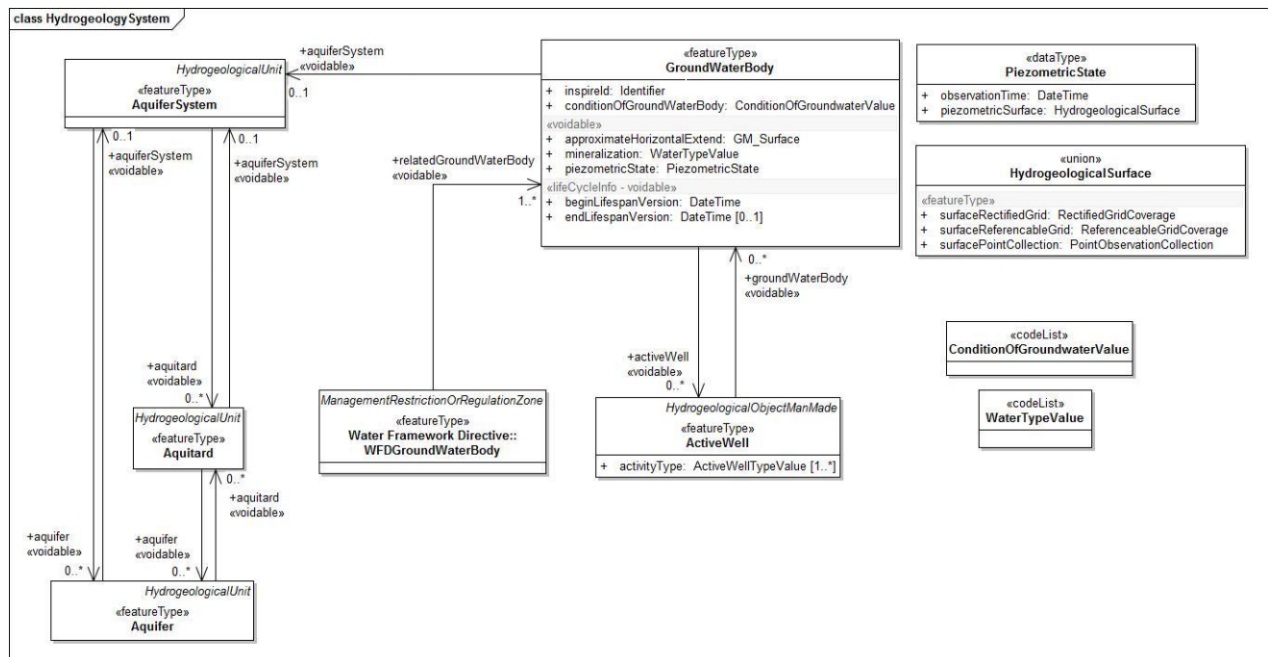 class HydrogeologySystem
HydrogeologicalUnit
«featureType»
AquiferSystem
+aquiferSystem
«voidable»
0..1
«featureType»
GroundWaterBody
+ inspireId: Identifier
+ conditionOfGroundWaterBody: ConditionOfGroundwaterValue
«voidable»
+ approximateHorizontalExtend: GM_Surface
+ mineralization: WaterTypeValue
+ piezometricState: PiezometricState
«lifeCycleInfo - voidable»
+ beginLifespanVersion: DateTime
+ endLifespanVersion: DateTime [0..1]
«dataType»
PiezometricState
+ observationTime: DateTime
+ piezometricSurface: HydrogeologicalSurface
«union»
HydrogeologicalSurface
«featureType»
+ surfaceRectifiedGrid: RectifiedGridCoverage
+ surfaceReferencableGrid: ReferenceableGridCoverage
+ surfacePointCollection: PointObservationCollection
0..1
+aquiferSystem
«voidable»
0..1
+aquiferSystem
«voidable»
+relatedGroundWaterBody
«voidable»
1..*
0..*
+groundWaterBody
«voidable»
+activeWell
«voidable»
0..*
«codeList»
ConditionOfGroundwaterValue
«codeList»
WaterTypeValue
+aquitard
«voidable»
0..*
HydrogeologicalUnit
«featureType»
Aquitard
ManagementRestrictionOrRegulationZone
«featureType»
Water Framework Directive::
WFDGroundWaterBody
HydrogeologicalObjectManMade
«featureType»
ActiveWell
+ activityType: ActiveWellTypeValue [1..*]
0..*
+aquitard
«voidable»
+aquifer
«voidable»
0..*
+aquifer
«voidable»
0..*
HydrogeologicalUnit
«featureType»
Aquifer